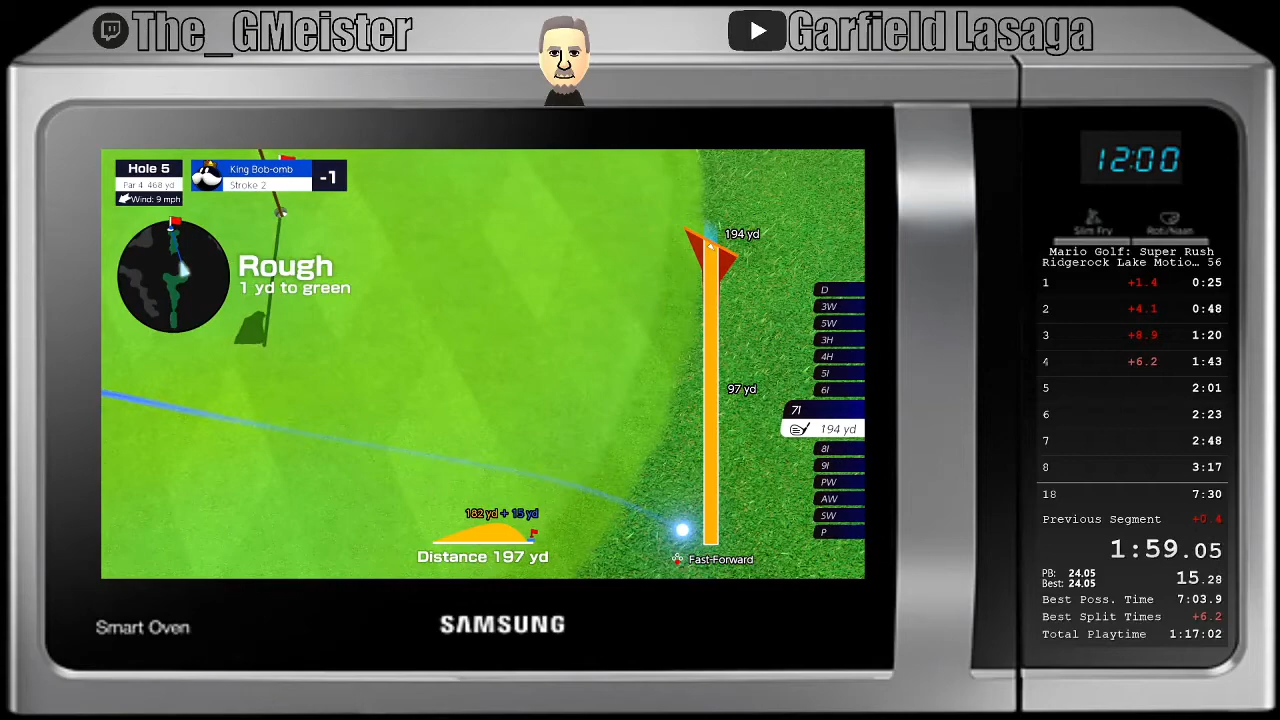 The__GMeister
Garfield Lasaga
Hole 5
Par 4 468 yd
Wind: 9 mph
King Bob-omb
Stroke 2
-1
Rough
1 yd to green
194 yd
97 yd
D
3W
5W
3H
4H
5I
6I
7I
194 yd
8I
9I
PW
AW
SW
P
182 yd + 15 yd
Distance 197 yd
Fast-Forward
Smart Oven
SAMSUNG
12:00
Slim Fry
Roti/Naan
Mario Golf: Super Rush
Ridgerock Lake Motio... 56
1 +1.4 0:25
2 +4.1 0:48
3 +8.9 1:20
4 +6.2 1:43
5 2:01
6 2:23
7 2:48
8 3:17
18 7:30
Previous Segment +0.4
1:59.05
PB: 24.05
Best: 24.05
15.28
Best Poss. Time 7:03.9
Best Split Times +6.2
Total Playtime 1:17:02